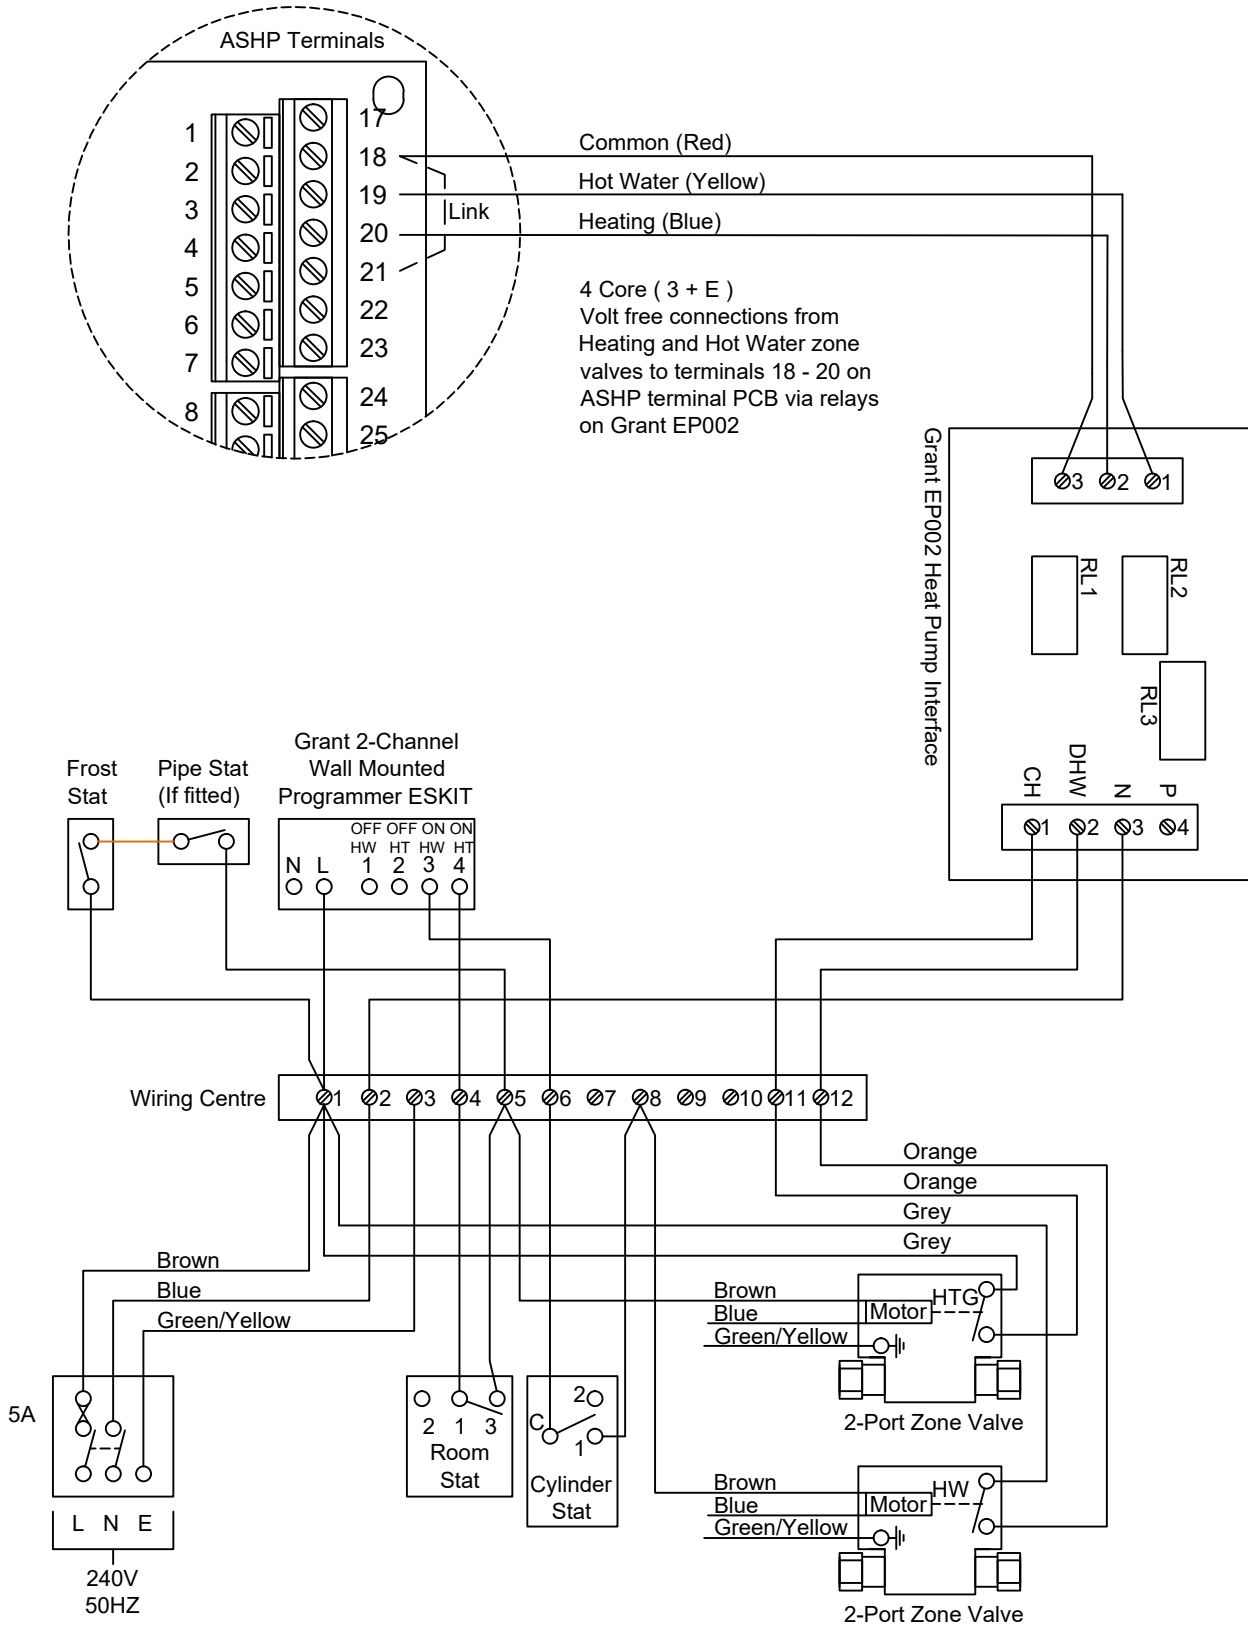 ASHP Terminals
1
2
3
4
5
6
7
8
17
18
19
20
21
22
23
24
25
Link
Common (Red)
Hot Water (Yellow)
Heating (Blue)
4 Core ( 3 + E )
Volt free connections from
Heating and Hot Water zone
valves to terminals 18 - 20 on
ASHP terminal PCB via relays
on Grant EP002
Grant EP002 Heat Pump Interface
3 2 1
RL1
RL2
RL3
CH DHW N P
1 2 3 4
Frost
Stat
Pipe Stat
(If fitted)
Grant 2-Channel
Wall Mounted
Programmer ESKIT
OFF OFF ON ON
HW HT HW HT
N L 1 2 3 4
Wiring Centre
1 2 3 4 5 6 7 8 9 10 11 12
Orange
Orange
Grey
Grey
Brown
Blue
Green/Yellow
5A
L N E
240V
50HZ
2 1 3
Room
Stat
2
C
1
Cylinder
Stat
Brown
Blue
Green/Yellow
Motor
HTG
2-Port Zone Valve
Brown
Blue
Green/Yellow
Motor
HW
2-Port Zone Valve